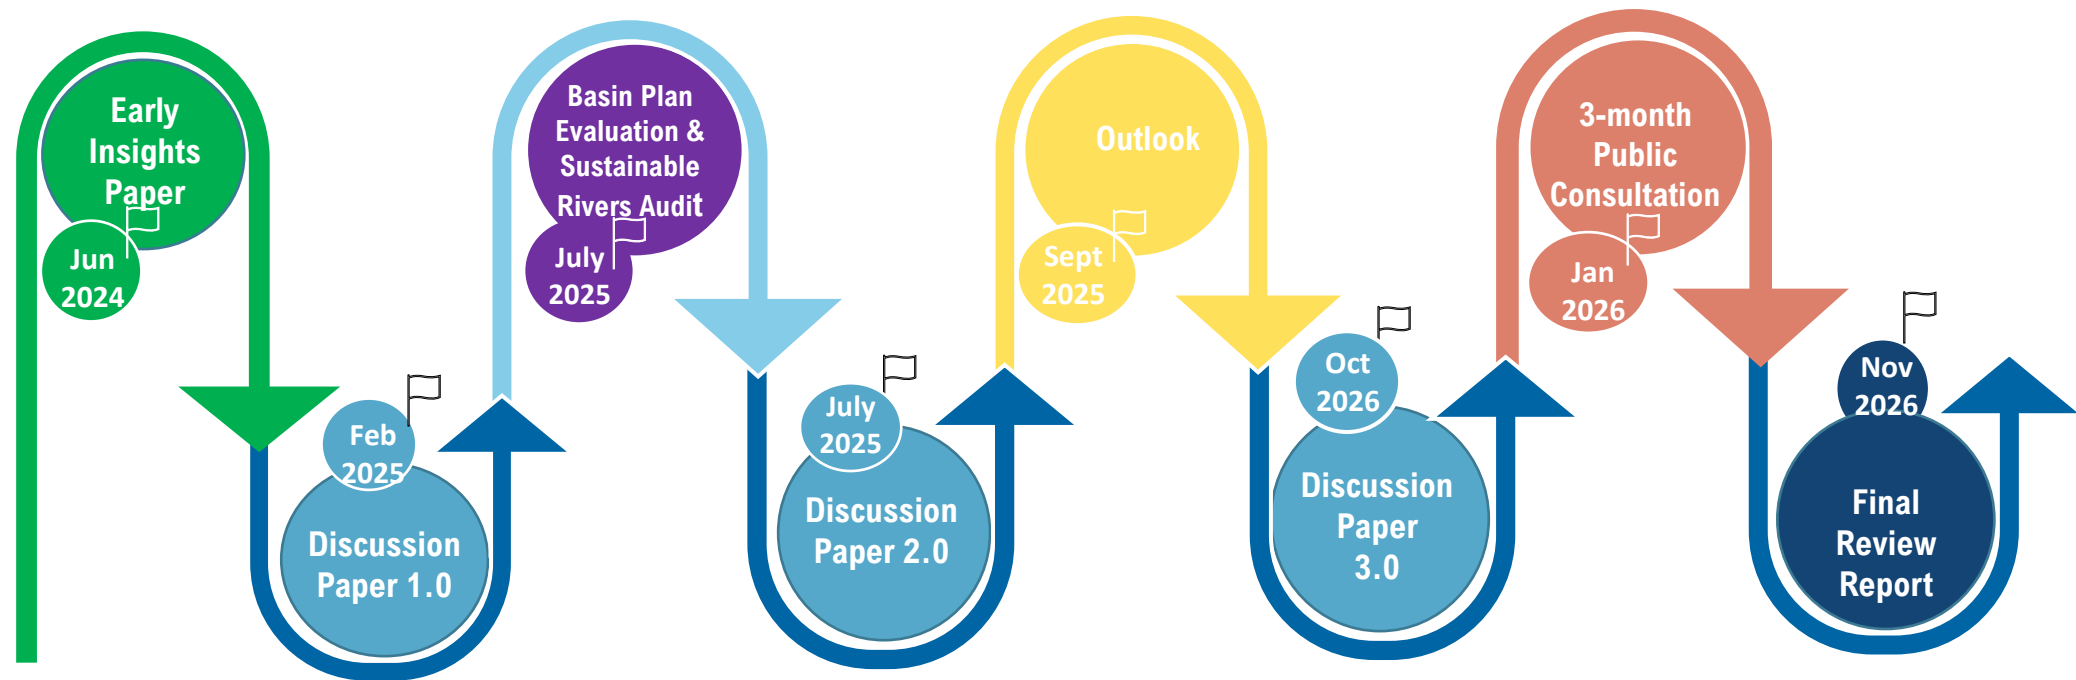 Early
Insights
Paper
Jun
2024
Feb
2025
Discussion
Paper 1.0
Basin Plan
Evaluation &
Sustainable
Rivers Audit
July
2025
July
2025
Discussion
Paper 2.0
Outlook
Sept
2025
Oct
2026
Discussion
Paper
3.0
3-month
Public
Consultation
Jan
2026
Nov
2026
Final
Review
Report